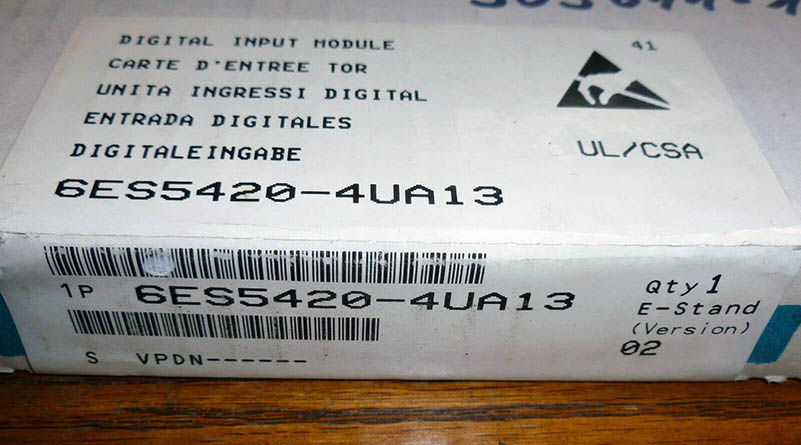 41
DIGITAL INPUT MODULE
CARTE D'ENTREE TOR
UNITA INGRESSI DIGITAL
ENTRADA DIGITALES
DIGITALEINGABE
UL/CSA
6ES5420-4UA13
1P 6ES5420-4UA13
Qty 1
E-Stand
(Version)
02
S VPDN------